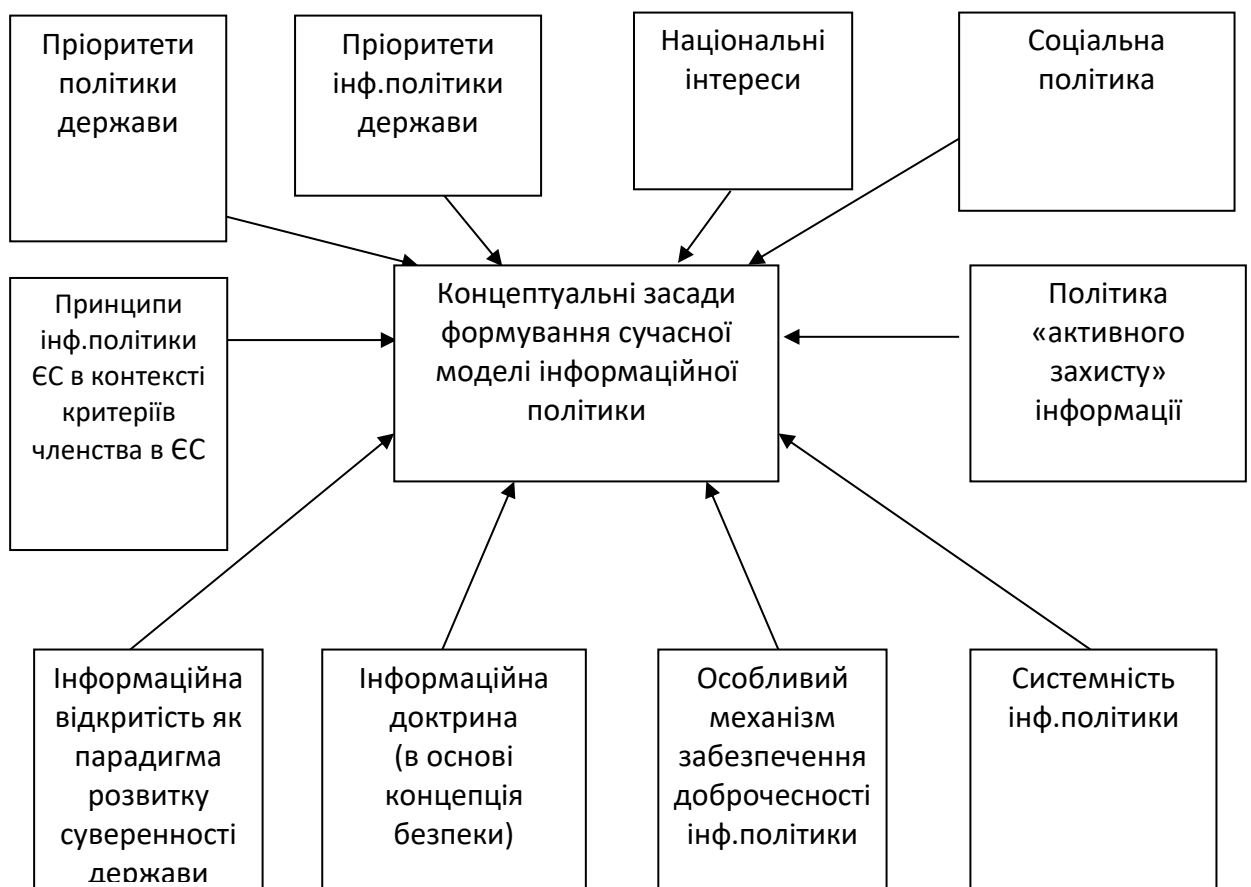 Пріоритети
політики
держави
Пріоритети
інф.політики
держави
Національні
інтереси
Соціальна
політика
Принципи
інф.політики
ЄС в контексті
критеріїв
членства в ЄС
Концептуальні засади
формування сучасної
моделі інформаційної
політики
Політика
«активного
захисту»
інформації
Інформаційна
відкритість як
парадигма
розвитку
суверенності
держави
Інформаційна
доктрина
(в основі
концепція
безпеки)
Особливий
механізм
забезпечення
доброчесності
інф.політики
Системність
інф.політики